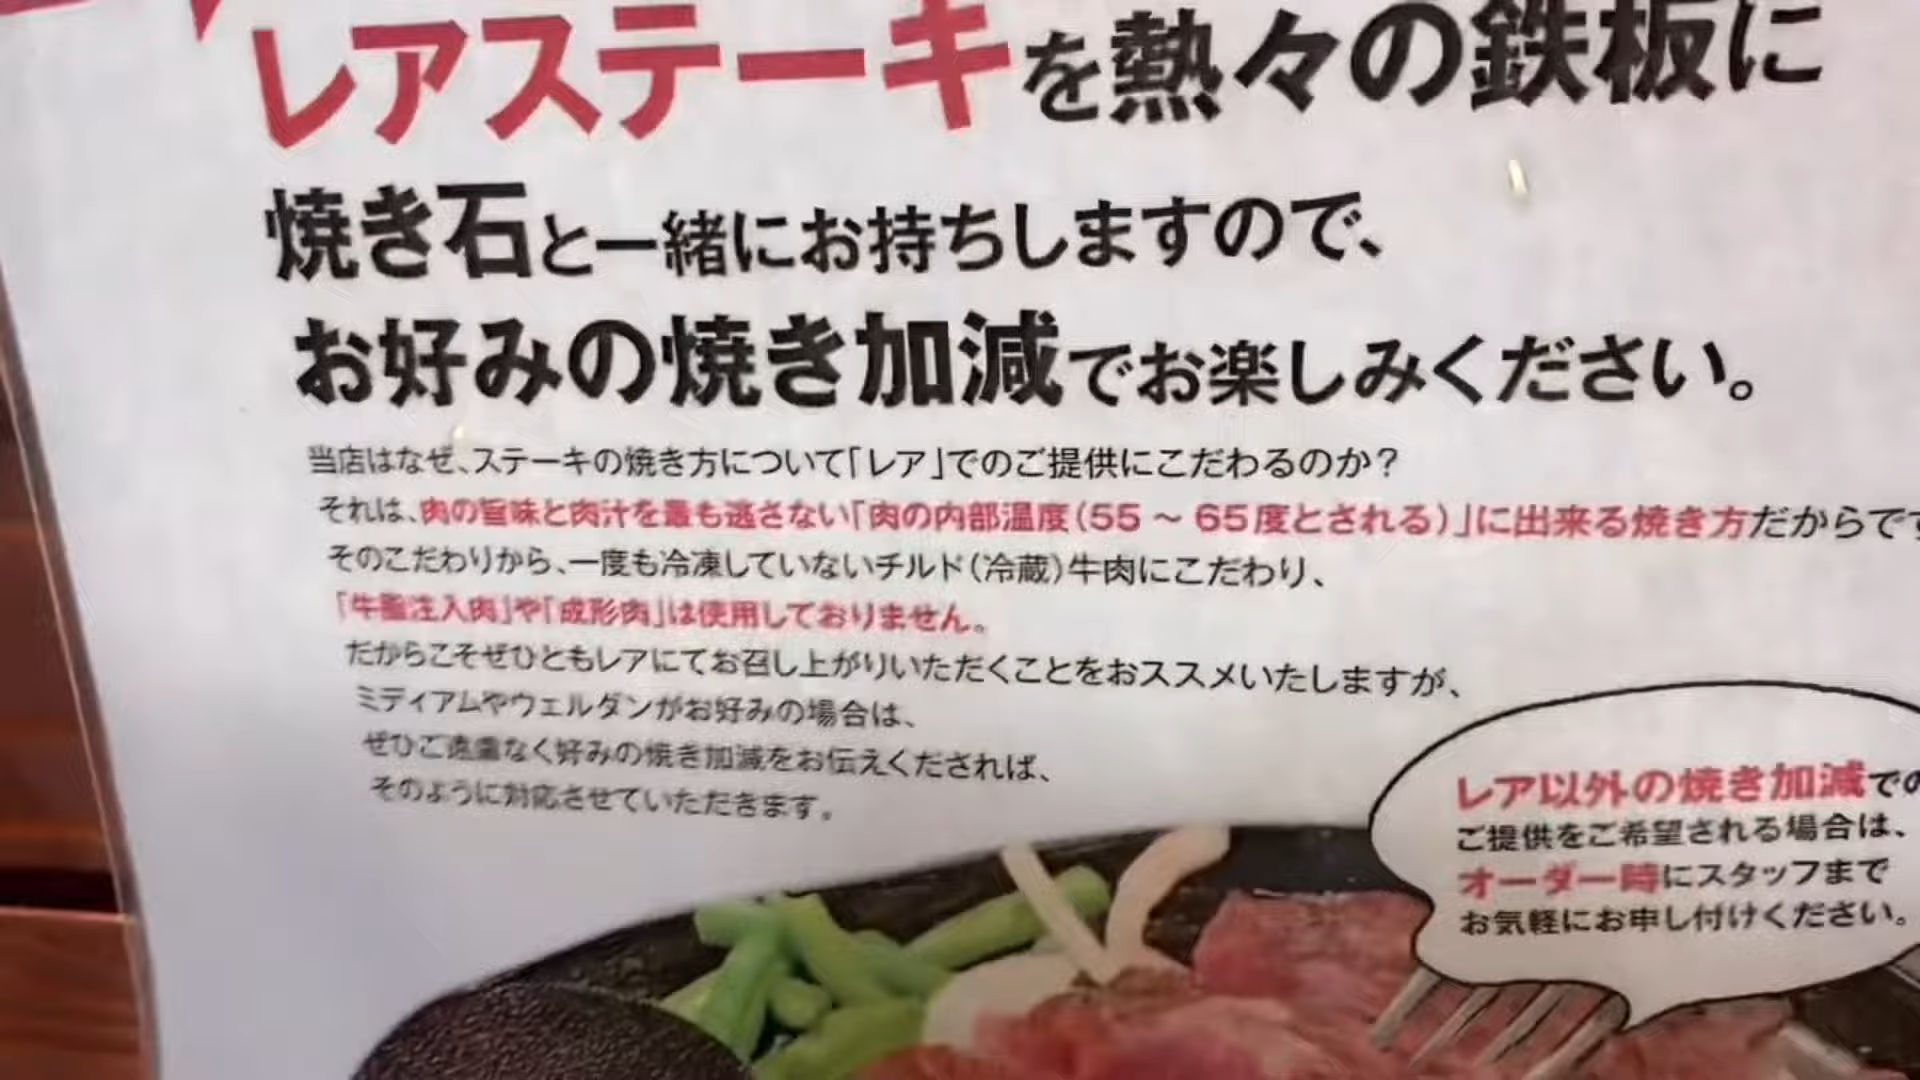 レアステーキを熱々の鉄板に
焼き石と一緒にお持ちしますので、
お好みの焼き加減でお楽しみください。
当店はなぜ、ステーキの焼き方について「レア」でのご提供にこだわるのか？
それは、肉の旨味と肉汁を最も逃さない「肉の内部温度（55 ～ 65度とされる）」に出来る焼き方だからです
そのこだわりから、一度も冷凍していないチルド（冷蔵）牛肉にこだわり、
「牛脂注入肉」や「成形肉」は使用しておりません。
だからこそぜひともレアにてお召し上がりいただくことをおススメいたしますが、
ミディアムやウェルダンがお好みの場合は、
ぜひご遠慮なく好みの焼き加減をお伝えくだされば、
そのように対応させていただきます。
レア以外の焼き加減での
ご提供をご希望される場合は、
オーダー時にスタッフまで
お気軽にお申し付けください。